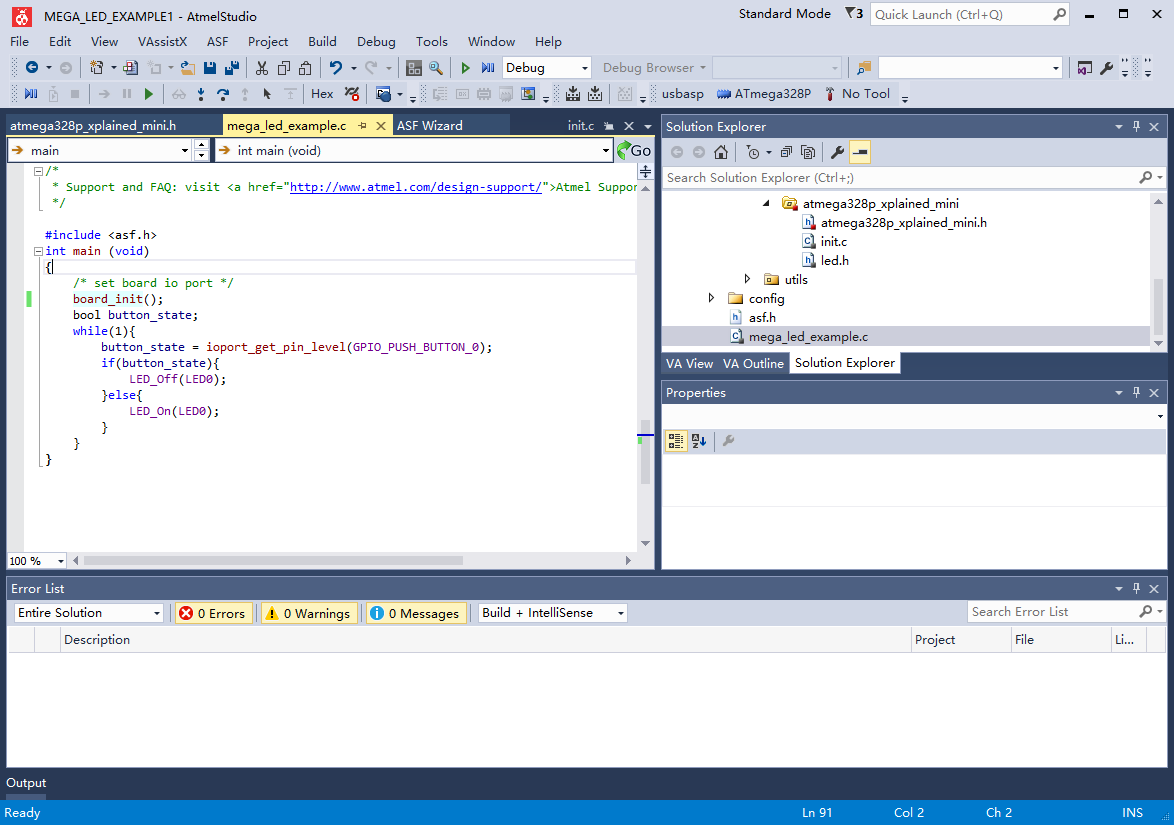 MEGA_LED_EXAMPLE1 - AtmelStudio
Standard Mode
3
Quick Launch (Ctrl+Q)
File Edit View VAssistX ASF Project Build Debug Tools Window Help
Debug
Debug Browser
Hex
usbasp
ATmega328P
No Tool
atmega328p_xplained_mini.h
mega_led_example.c
ASF Wizard
init.c
main
int main (void)
Go
/*
* Support and FAQ: visit <a href="http://www.atmel.com/design-support/">Atmel Suppor
*/
#include <asf.h>
int main (void)
{
/* set board io port */
board_init();
bool button_state;
while(1){
button_state = ioport_get_pin_level(GPIO_PUSH_BUTTON_0);
if(button_state){
LED_Off(LED0);
}else{
LED_On(LED0);
}
}
}
100 %
Solution Explorer
Search Solution Explorer (Ctrl+;)
atmega328p_xplained_mini
atmega328p_xplained_mini.h
init.c
led.h
utils
config
asf.h
mega_led_example.c
VA View VA Outline Solution Explorer
Properties
Error List
Entire Solution
0 Errors
0 Warnings
0 Messages
Build + IntelliSense
Search Error List
Description Project File Li...
Output
Ready Ln 91 Col 2 Ch 2 INS